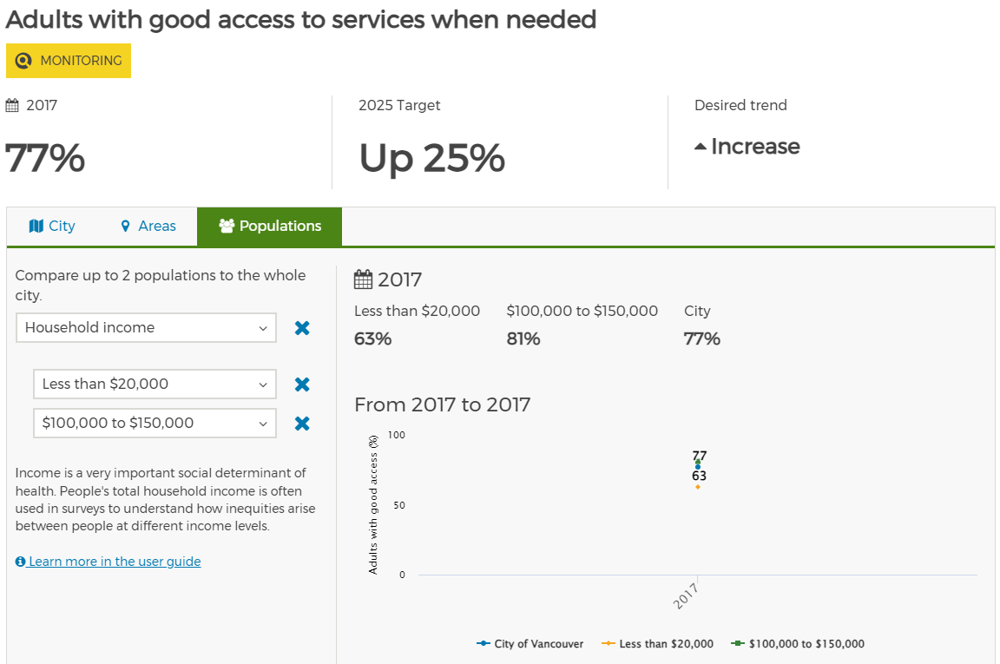 Adults with good access to services when needed
MONITORING
2017
77%
2025 Target
Up 25%
Desired trend
Increase
City
Areas
Populations
Compare up to 2 populations to the whole
city.
Household income
Less than $20,000
$100,000 to $150,000
Income is a very important social determinant of
health. People's total household income is often
used in surveys to understand how inequities arise
between people at different income levels.
Learn more in the user guide
2017
Less than $20,000
63%
$100,000 to $150,000
81%
City
77%
From 2017 to 2017
Adults with good access (%)
100
50
0
77
63
2017
City of Vancouver
Less than $20,000
$100,000 to $150,000